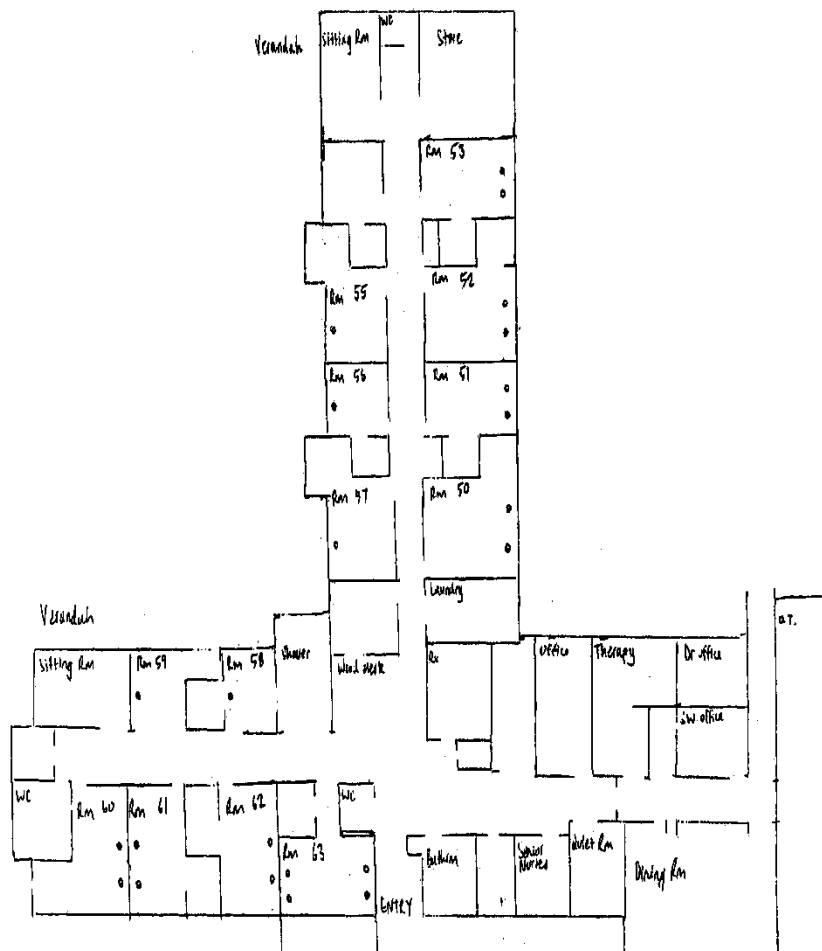 WC
Verandah
Sitting Rm
Store
Rm 53
Rm 55
Rm 52
Rm 56
Rm 51
Rm 47
Rm 50
Laundry
Verandah
O.T.
Sitting Rm
Rm 59
Rm 58
Shower
Ward clerk
Rx
Office
Therapy
Dr office
S.W. office
WC
Rm 60
Rm 61
Rm 62
WC
Rm 63
ENTRY
Bathrm
Senior
Nurses
Quiet Rm
Dining Rm